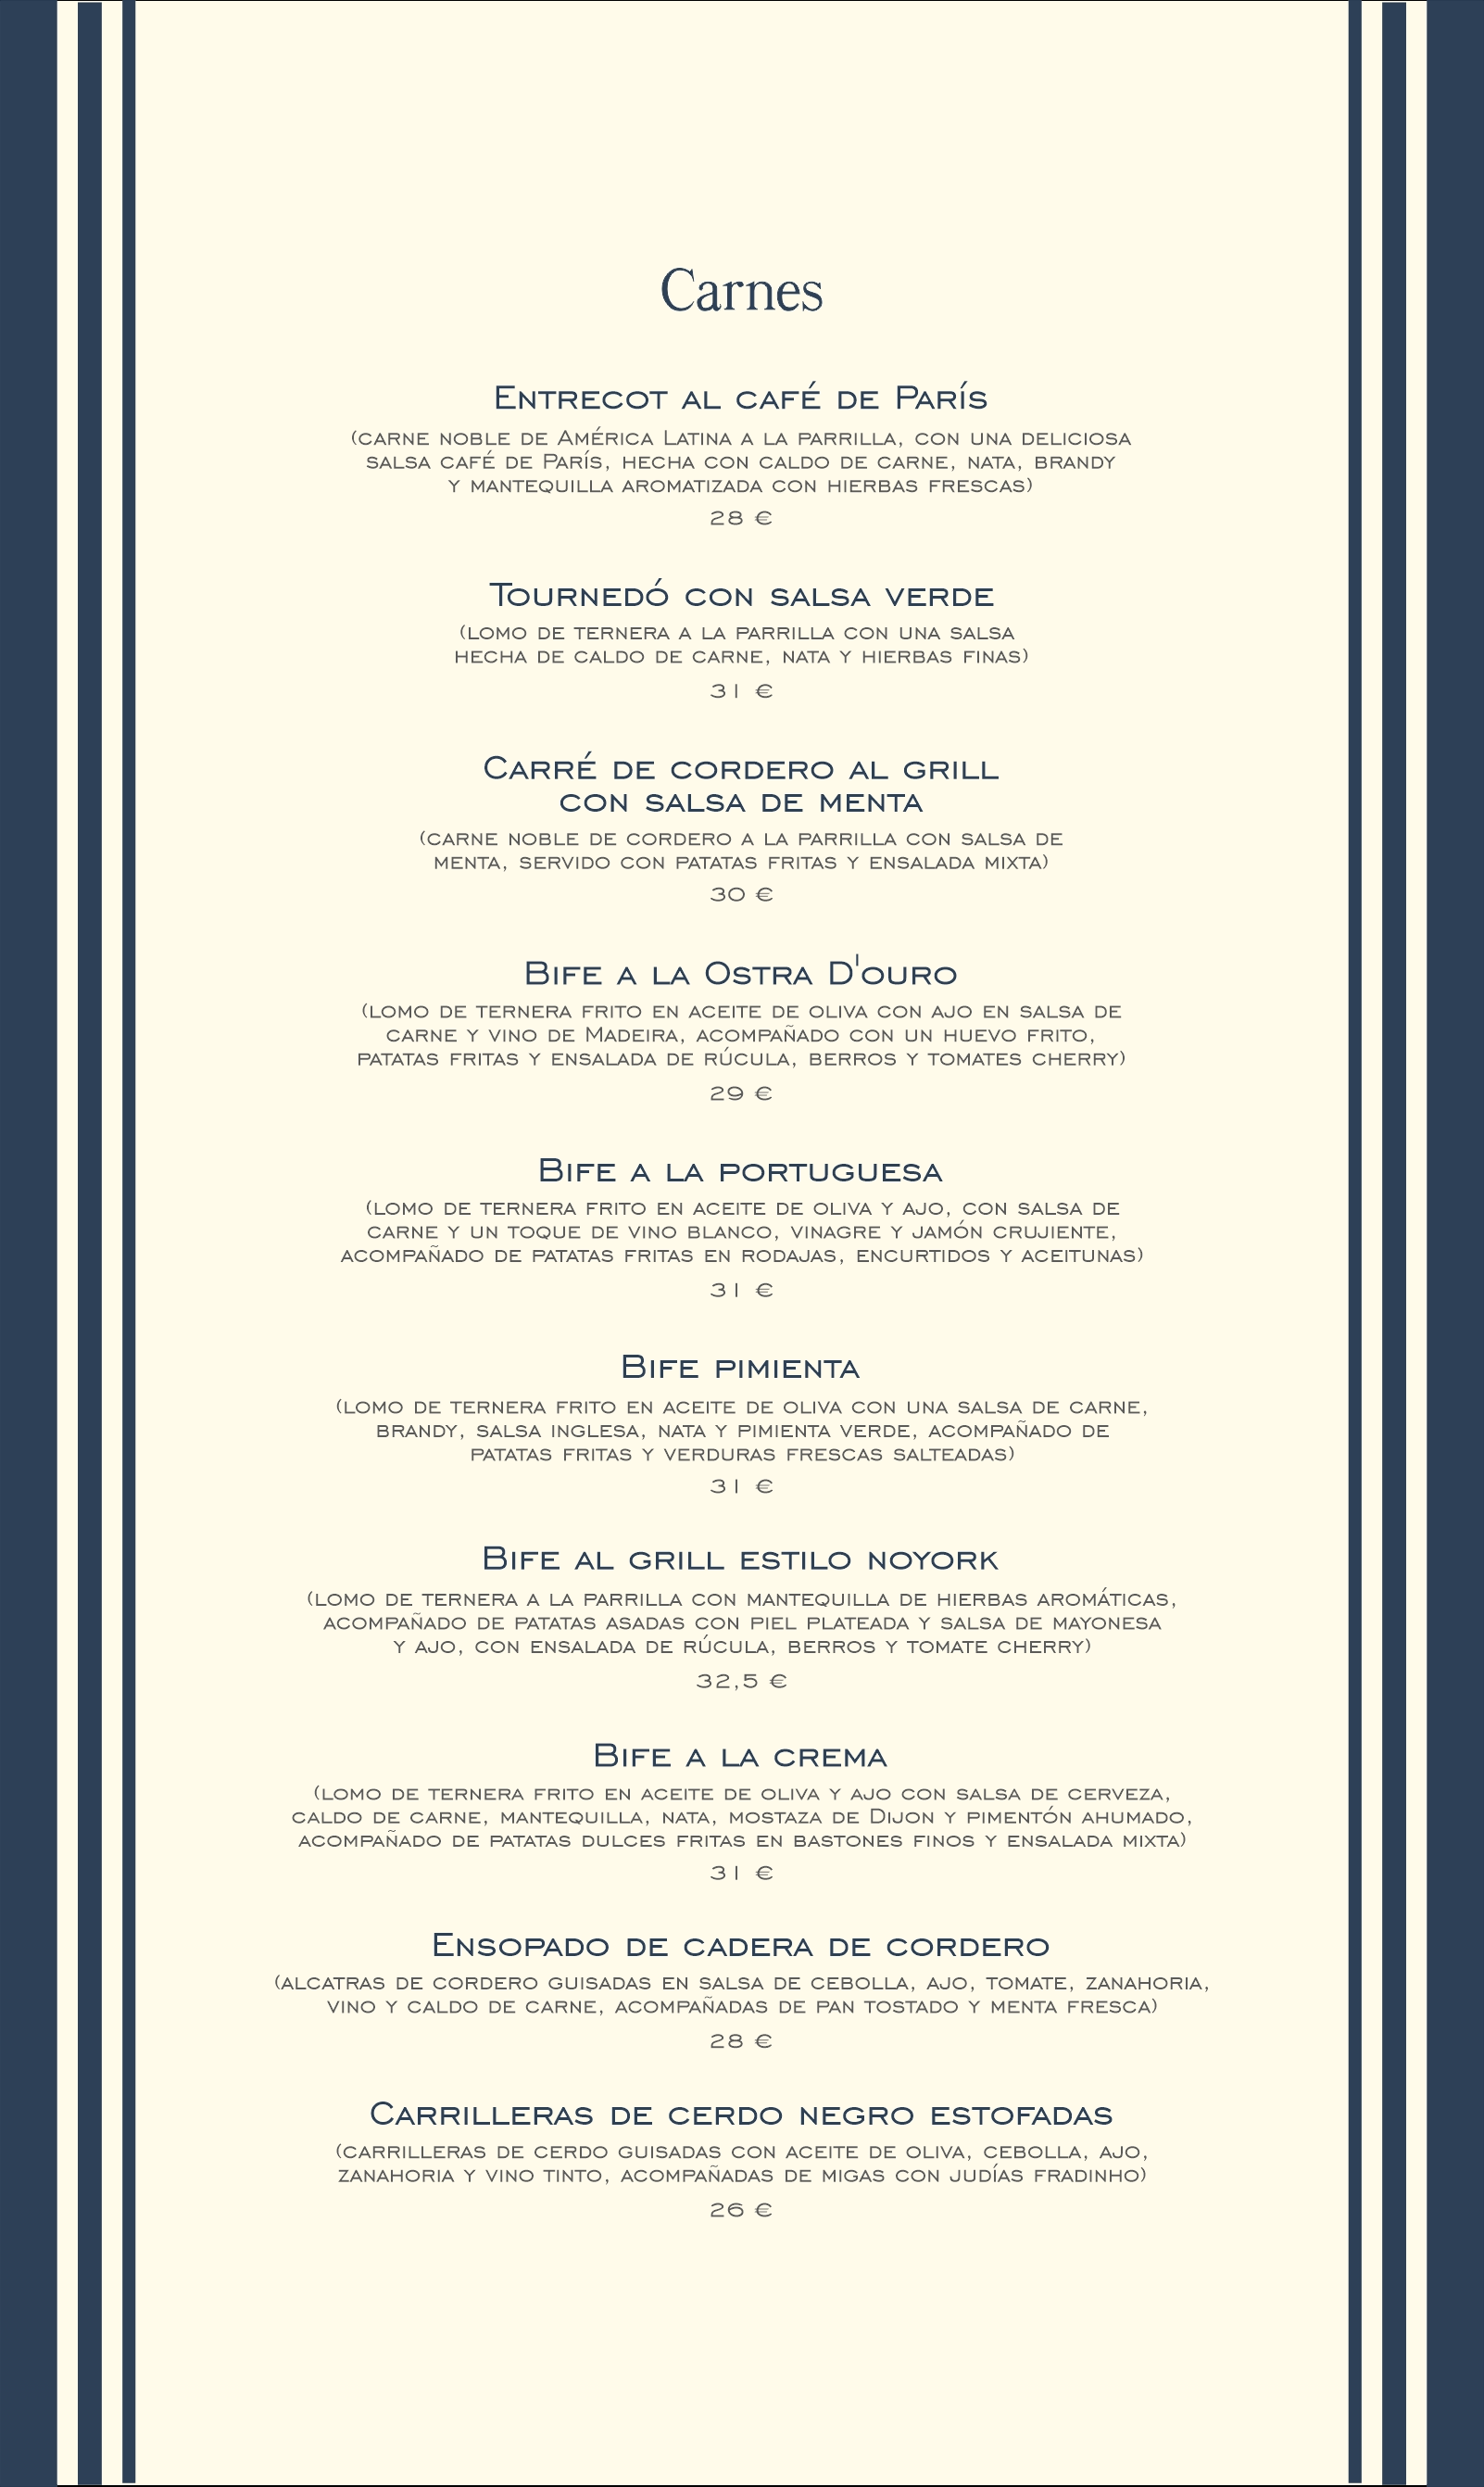 Carnes
Entrecot al café de París
(carne noble de América Latina a la parrilla, con una deliciosa
salsa café de París, hecha con caldo de carne, nata, brandy
y mantequilla aromatizada con hierbas frescas)
28 €
Tournedó con salsa verde
(lomo de ternera a la parrilla con una salsa
hecha de caldo de carne, nata y hierbas finas)
31 €
Carré de cordero al grill
con salsa de menta
(carne noble de cordero a la parrilla con salsa de
menta, servido con patatas fritas y ensalada mixta)
30 €
Bife a la Ostra D'ouro
(lomo de ternera frito en aceite de oliva con ajo en salsa de
carne y vino de Madeira, acompañado con un huevo frito,
patatas fritas y ensalada de rúcula, berros y tomates cherry)
29 €
Bife a la portuguesa
(lomo de ternera frito en aceite de oliva y ajo, con salsa de
carne y un toque de vino blanco, vinagre y jamón crujiente,
acompañado de patatas fritas en rodajas, encurtidos y aceitunas)
31 €
Bife pimienta
(lomo de ternera frito en aceite de oliva con una salsa de carne,
brandy, salsa inglesa, nata y pimienta verde, acompañado de
patatas fritas y verduras frescas salteadas)
31 €
Bife al grill estilo noyork
(lomo de ternera a la parrilla con mantequilla de hierbas aromáticas,
acompañado de patatas asadas con piel plateada y salsa de mayonesa
y ajo, con ensalada de rúcula, berros y tomate cherry)
32,5 €
Bife a la crema
(lomo de ternera frito en aceite de oliva y ajo con salsa de cerveza,
caldo de carne, mantequilla, nata, mostaza de Dijon y pimentón ahumado,
acompañado de patatas dulces fritas en bastones finos y ensalada mixta)
31 €
Ensopado de cadera de cordero
(alcatras de cordero guisadas en salsa de cebolla, ajo, tomate, zanahoria,
vino y caldo de carne, acompañadas de pan tostado y menta fresca)
28 €
Carrilleras de cerdo negro estofadas
(carrilleras de cerdo guisadas con aceite de oliva, cebolla, ajo,
zanahoria y vino tinto, acompañadas de migas con judías fradinho)
26 €